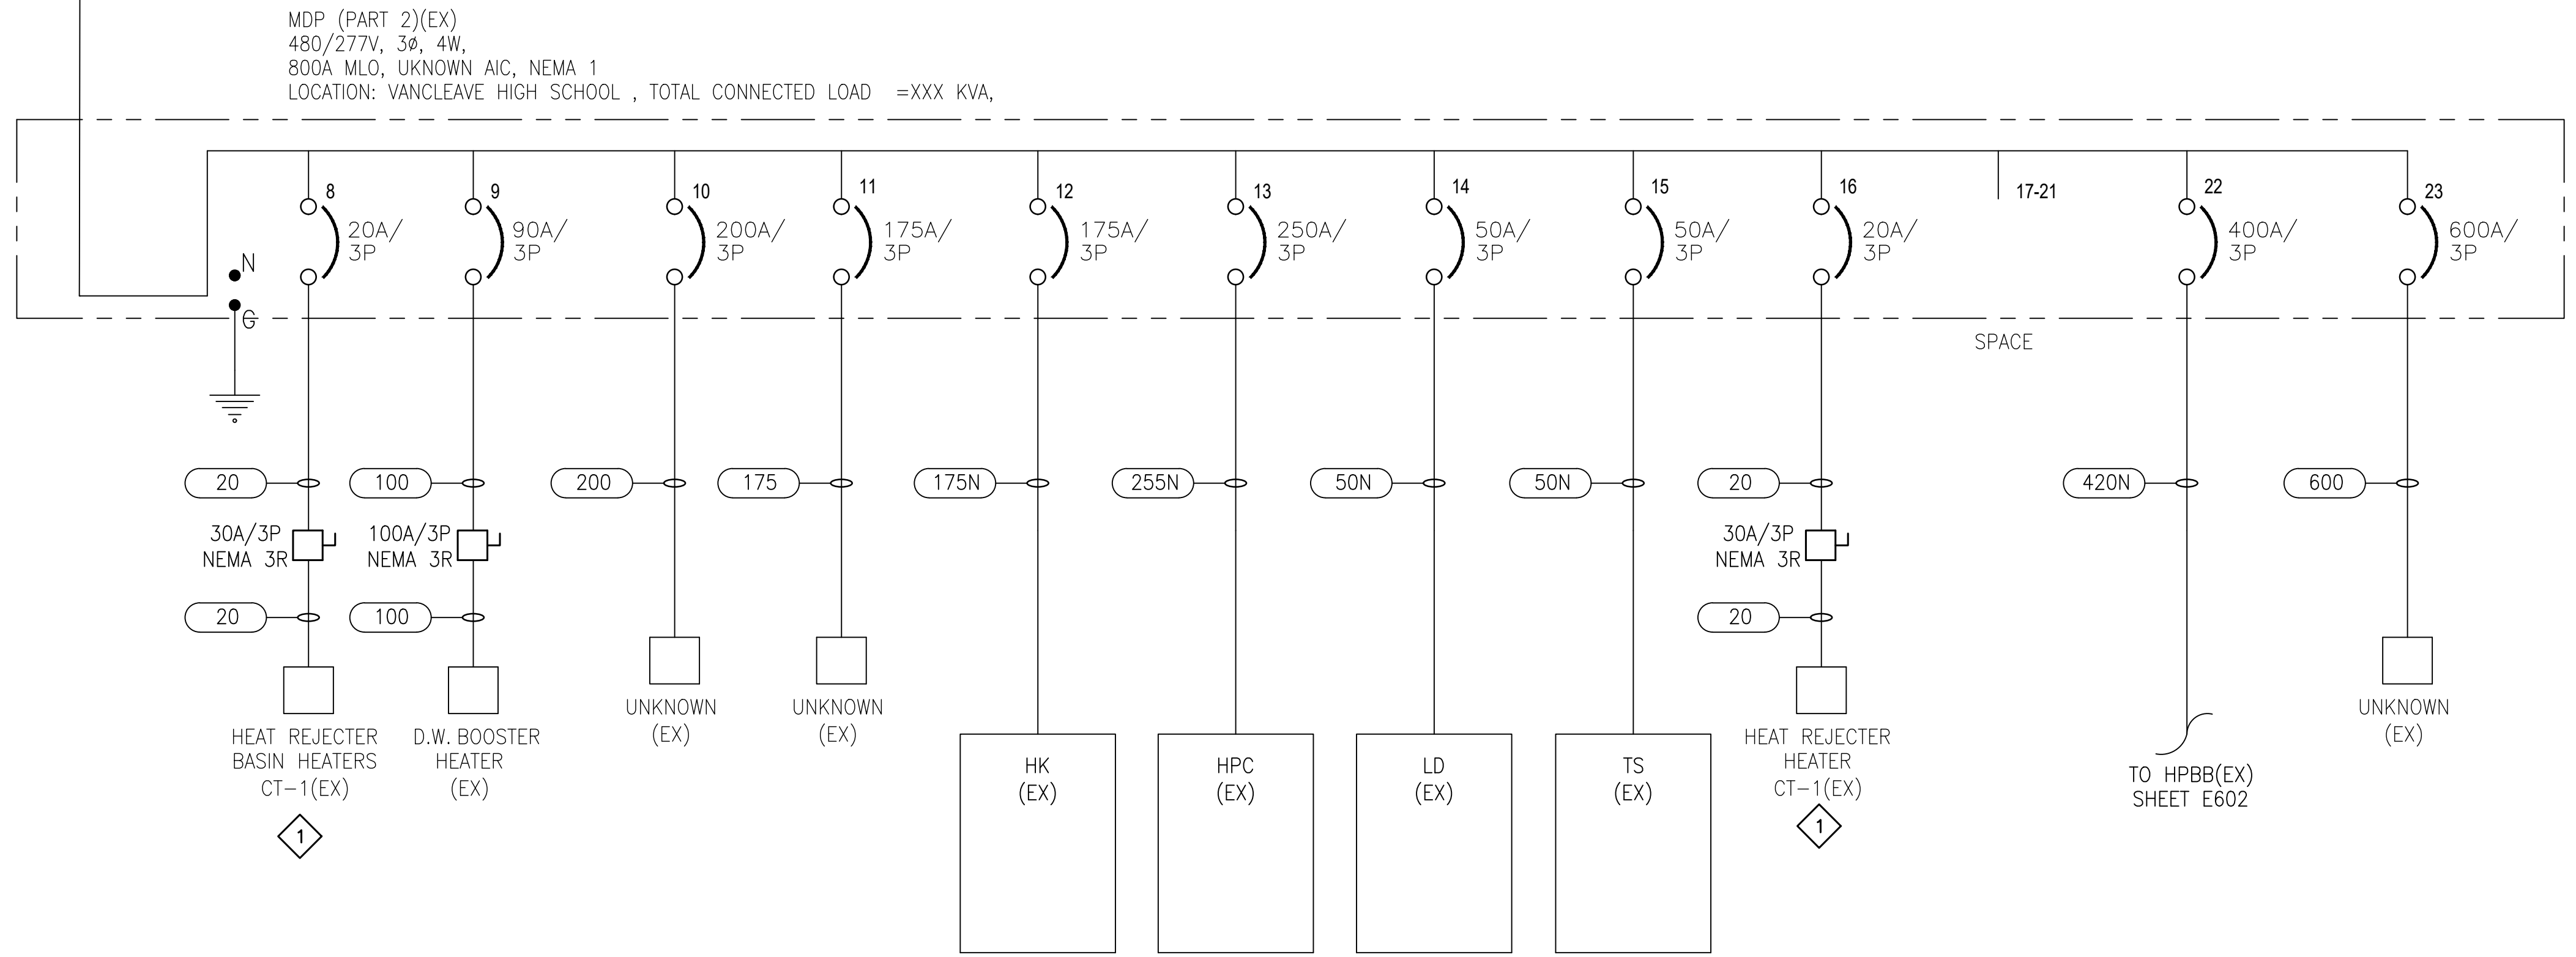 MDP (PART 2)(EX)
480/277V, 3ø, 4W,
800A MLO, UKNOWN AIC, NEMA 1
LOCATION: VANCLEAVE HIGH SCHOOL , TOTAL CONNECTED LOAD =XXX KVA,
8
20A/
3P
9
90A/
3P
10
200A/
3P
11
175A/
3P
12
175A/
3P
13
250A/
3P
14
50A/
3P
15
50A/
3P
16
20A/
3P
17-21
22
400A/
3P
23
600A/
3P
N
G
SPACE
20
100
200
175
175N
255N
50N
50N
20
420N
600
30A/3P
NEMA 3R
100A/3P
NEMA 3R
30A/3P
NEMA 3R
20
100
20
HEAT REJECTER
BASIN HEATERS
CT-1(EX)
1
D.W. BOOSTER
HEATER
(EX)
UNKNOWN
(EX)
UNKNOWN
(EX)
HK
(EX)
HPC
(EX)
LD
(EX)
TS
(EX)
HEAT REJECTER
HEATER
CT-1(EX)
1
TO HPBB(EX)
SHEET E602
UNKNOWN
(EX)